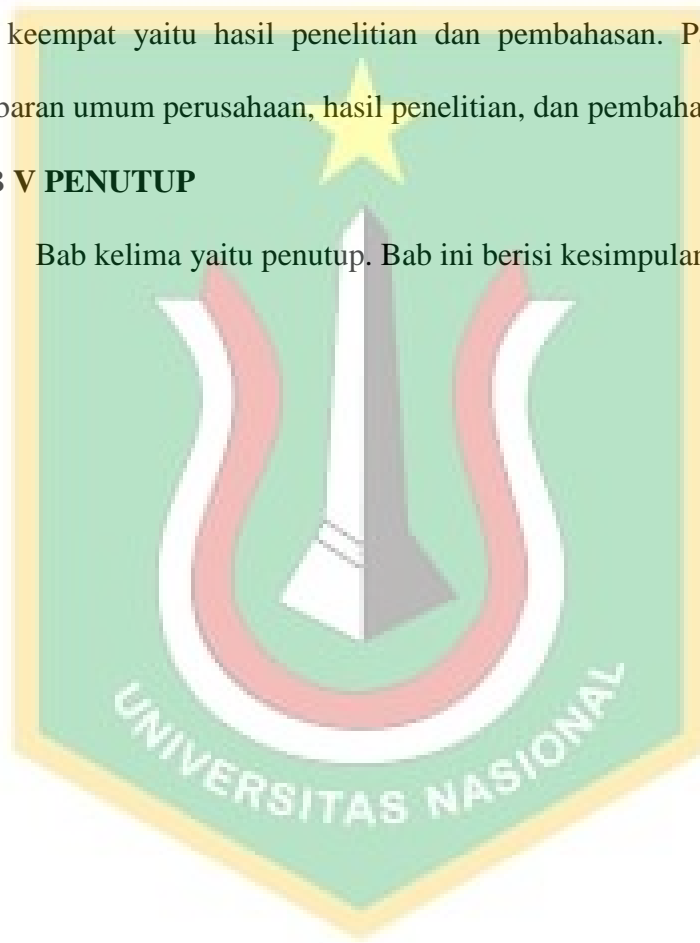 keempat yaitu hasil penelitian dan pembahasan. P
baran umum perusahaan, hasil penelitian, dan pembaha
V PENUTUP
Bab kelima yaitu penutup. Bab ini berisi kesimpulan
UNIVERSITAS NASIONAL